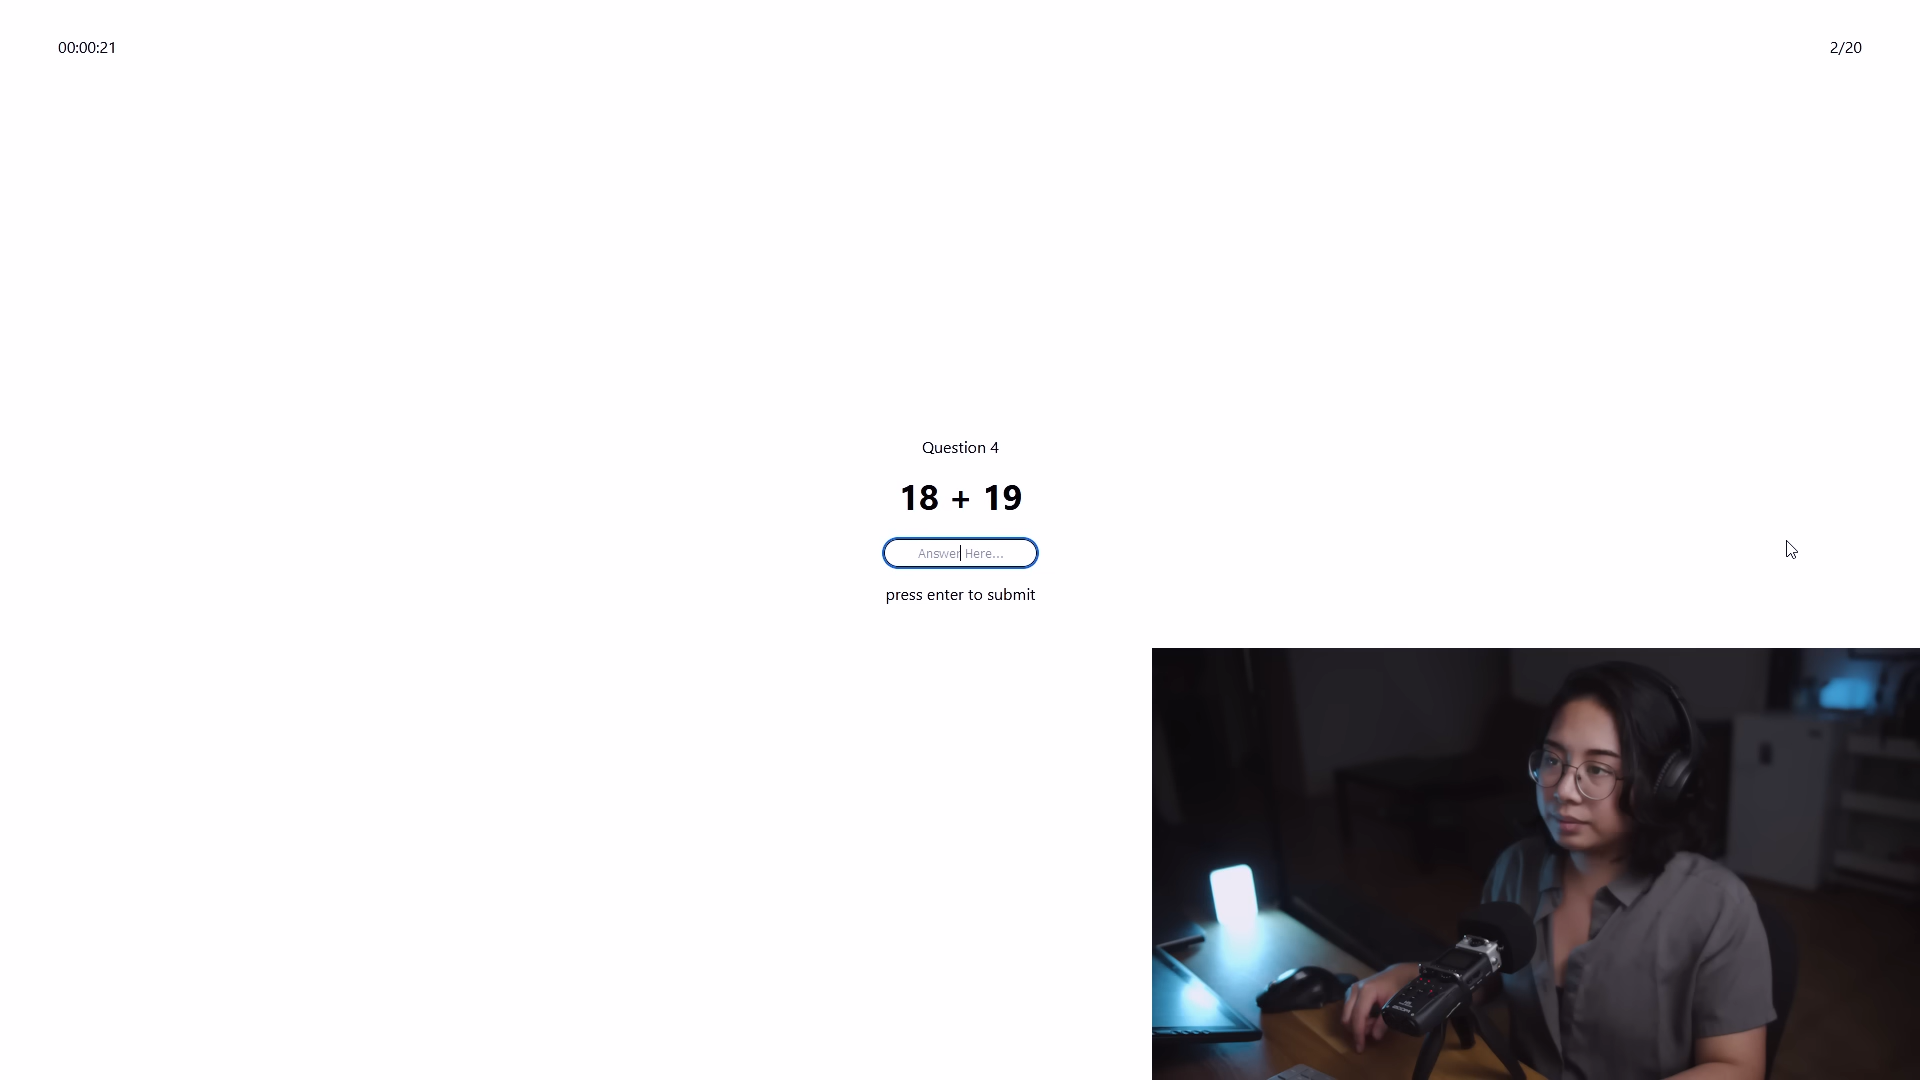 00:00:21
2/20
Question 4
18 + 19
Answer Here...
press enter to submit